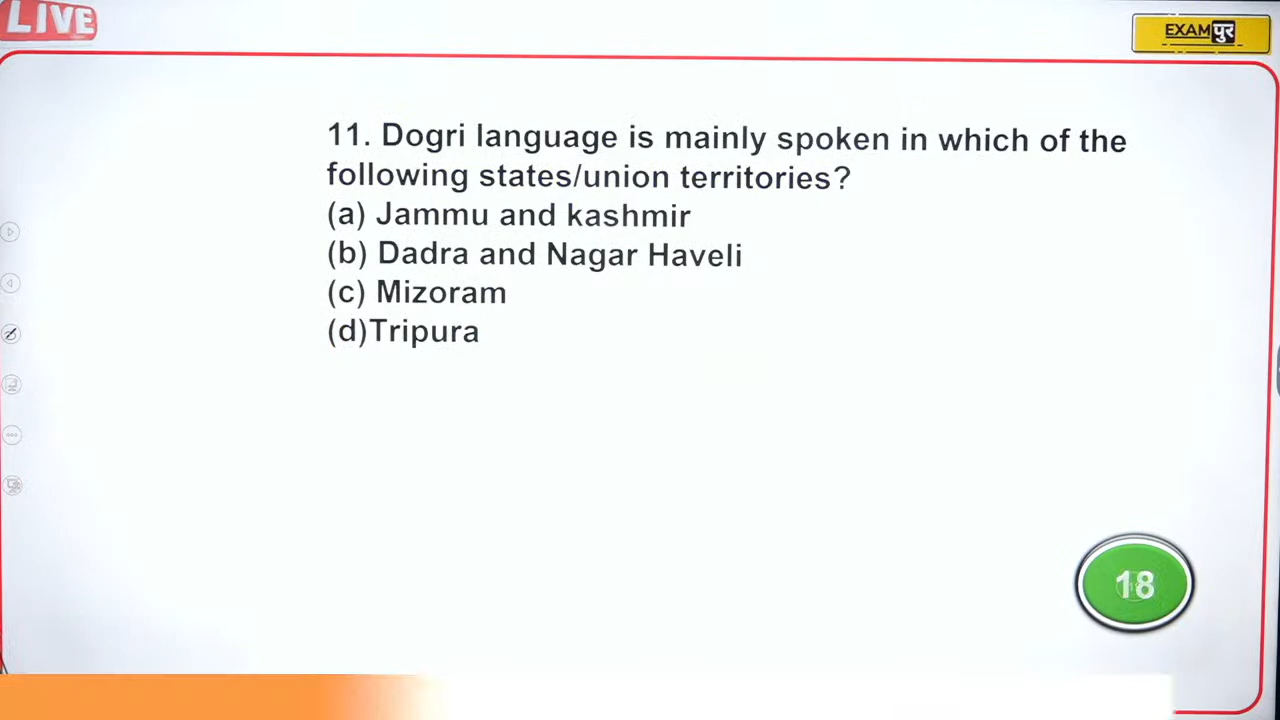 LIVE
EXAMपुर
11. Dogri language is mainly spoken in which of the
following states/union territories?
(a) Jammu and kashmir
(b) Dadra and Nagar Haveli
(c) Mizoram
(d)Tripura
18